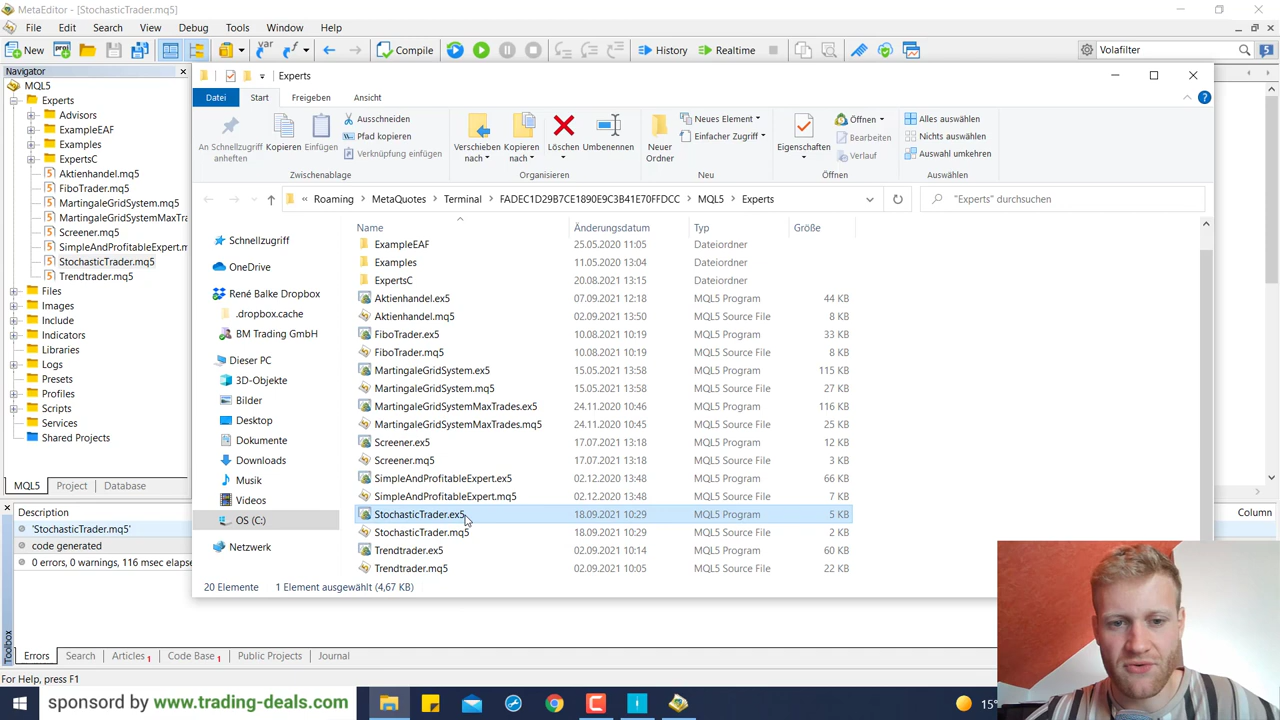 MetaEditor - [StochasticTrader.mq5]
File Edit Search View Debug Tools Window Help
New Compile History Realtime Volafilter
Navigator
MQL5
Experts
Advisors
ExampleEAF
Examples
ExpertsC
Aktienhandel.mq5
FiboTrader.mq5
MartingaleGridSystem.mq5
MartingaleGridSystemMaxTra
Screener.mq5
SimpleAndProfitableExpert.m
StochasticTrader.mq5
Trendtrader.mq5
Files
Images
Include
Indicators
Libraries
Logs
Presets
Profiles
Scripts
Services
Shared Projects
MQL5 Project Database
Experts
Datei Start Freigeben Ansicht
An Schnellzugriff anheften
Kopieren
Einfügen
Ausschneiden
Pfad kopieren
Verknüpfung einfügen
Zwischenablage
Verschieben nach
Kopieren nach
Löschen
Umbenennen
Organisieren
Neuer Ordner
Neues Element
Einfacher Zugriff
Neu
Eigenschaften
Öffnen
Bearbeiten
Verlauf
Öffnen
Alles auswählen
Nichts auswählen
Auswahl umkehren
Auswählen
« Roaming > MetaQuotes > Terminal > FADEC1D29B7CE1890E9C3B41E70FFDCC > MQL5 > Experts
"Experts" durchsuchen
Schnellzugriff
OneDrive
René Balke Dropbox
.dropbox.cache
BM Trading GmbH
Dieser PC
3D-Objekte
Bilder
Desktop
Dokumente
Downloads
Musik
Videos
OS (C:)
Netzwerk
Name Änderungsdatum Typ Größe
ExampleEAF 25.05.2020 11:05 Dateiordner
Examples 11.05.2020 13:04 Dateiordner
ExpertsC 20.08.2021 13:15 Dateiordner
Aktienhandel.ex5 07.09.2021 12:18 MQL5 Program 44 KB
Aktienhandel.mq5 02.09.2021 13:50 MQL5 Source File 8 KB
FiboTrader.ex5 10.08.2021 10:19 MQL5 Program 33 KB
FiboTrader.mq5 10.08.2021 10:19 MQL5 Source File 8 KB
MartingaleGridSystem.ex5 15.05.2021 13:58 MQL5 Program 115 KB
MartingaleGridSystem.mq5 15.05.2021 13:58 MQL5 Source File 27 KB
MartingaleGridSystemMaxTrades.ex5 24.11.2020 10:46 MQL5 Program 116 KB
MartingaleGridSystemMaxTrades.mq5 24.11.2020 10:45 MQL5 Source File 25 KB
Screener.ex5 17.07.2021 13:18 MQL5 Program 12 KB
Screener.mq5 17.07.2021 13:18 MQL5 Source File 3 KB
SimpleAndProfitableExpert.ex5 02.12.2020 13:48 MQL5 Program 66 KB
SimpleAndProfitableExpert.mq5 02.12.2020 13:48 MQL5 Source File 7 KB
StochasticTrader.ex5 18.09.2021 10:29 MQL5 Program 5 KB
StochasticTrader.mq5 18.09.2021 10:29 MQL5 Source File 2 KB
Trendtrader.ex5 02.09.2021 10:14 MQL5 Program 60 KB
Trendtrader.mq5 02.09.2021 10:05 MQL5 Source File 22 KB
20 Elemente 1 Element ausgewählt (4,67 KB)
Description Column
'StochasticTrader.mq5'
code generated
0 errors, 0 warnings, 116 msec elapse
Toolbox
Errors Search Articles 1 Code Base 1 Public Projects Journal
For Help, press F1
sponsord by www.trading-deals.com
15°